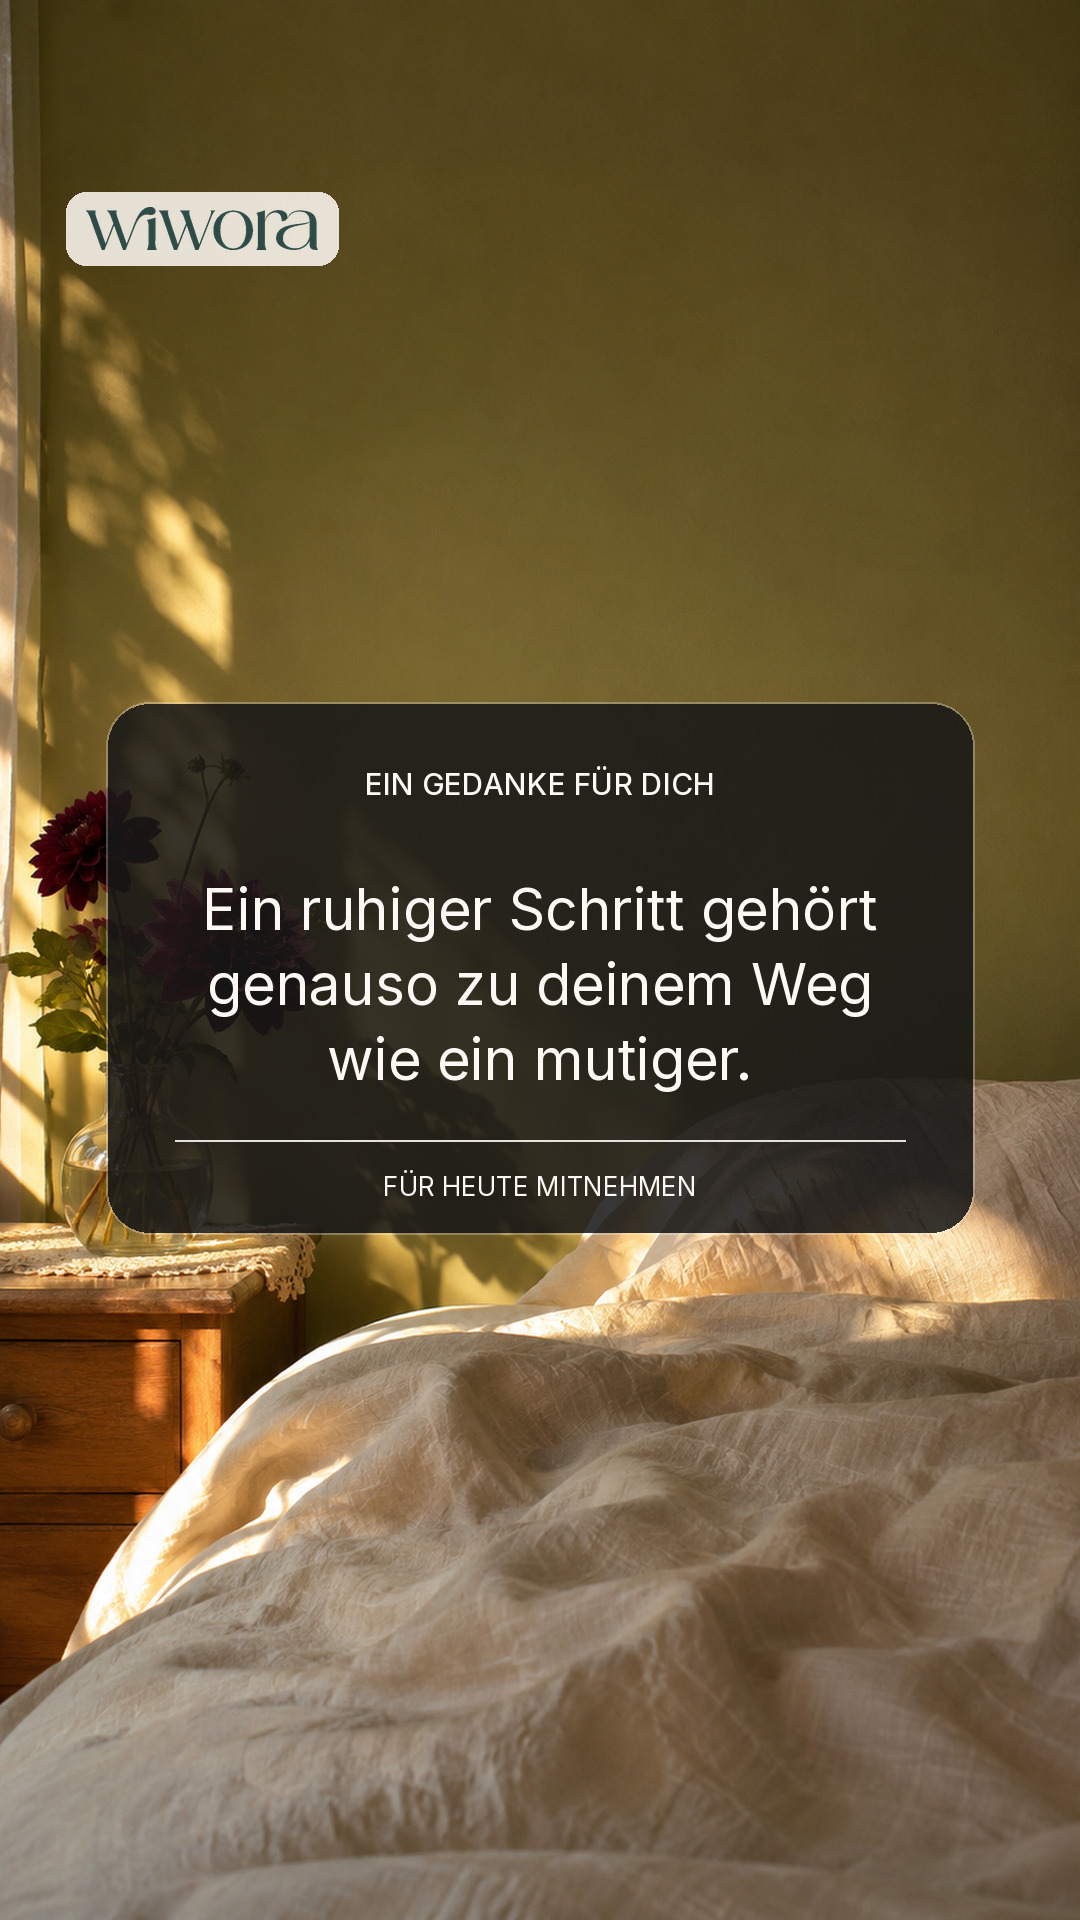 wiwora
EIN GEDANKE FÜR DICH
Ein ruhiger Schritt gehört
genauso zu deinem Weg
wie ein mutiger.
FÜR HEUTE MITNEHMEN